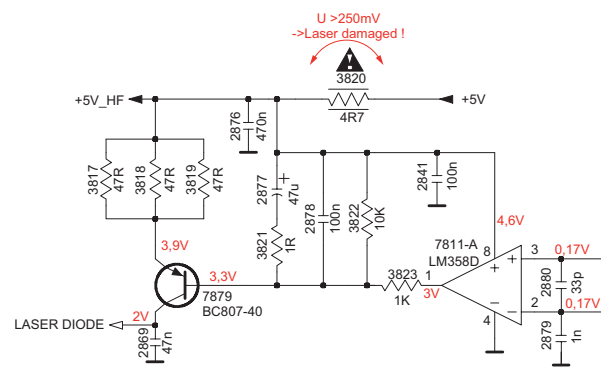 U >250mV
->Laser damaged !
3820
4R7
+5V_HF
+5V
2876
470n
3817
47R
3818
47R
3819
47R
2877
+
47u
2878
100n
3822
10K
2841
100n
3821
1R
4,6V
3,9V
3,3V
7879
BC807-40
3823
1K
1
3V
7811-A
LM358D
8
+
+
3
0,17V
2880
33p
−
−
2
0,17V
4
2879
1n
LASER DIODE
2V
2869
47n